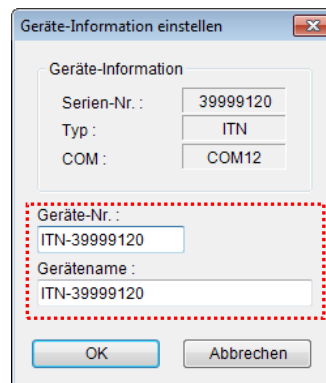 Geräte-Information einstellen
Geräte-Information
Serien-Nr. : 39999120
Typ : ITN
COM : COM12
Geräte-Nr. :
ITN-39999120
Gerätename :
ITN-39999120
OK Abbrechen